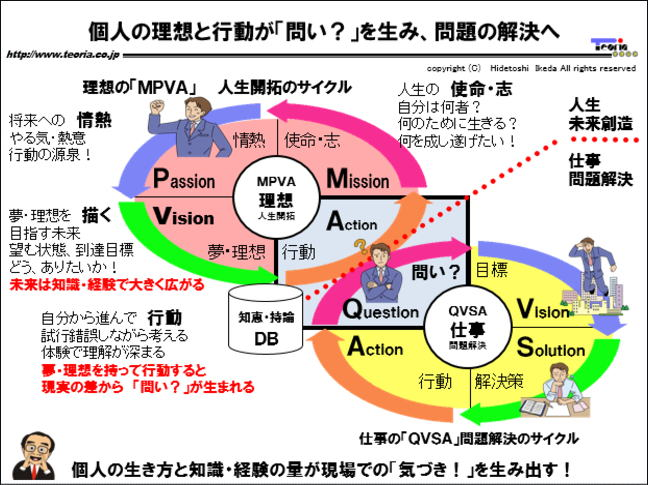 個人の理想と行動が「問い？」を生み、問題の解決へ
http://www.teoria.co.jp
Teoria
copyright (C) Hidetoshi Ikeda All rights reserved
理想の「MPVA」 人生開拓のサイクル
将来への 情熱
やる気・熱意
行動の源泉！
人生の 使命・志
自分は何者？
何のために生きる？
何を成し遂げたい！
人生
未来創造
仕事
問題解決
情熱
使命・志
Passion
Mission
MPVA
理想
人生開拓
Vision
Action
夢・理想
行動
夢・理想を 描く
目指す未来
望む状態、到達目標
どう、ありたいか！
未来は知識・経験で大きく広がる
?
問い？
目標
知恵・持論
DB
Question
Vision
QVSA
仕事
問題解決
Action
Solution
行動
解決策
自分から進んで 行動
試行錯誤しながら考える
体験で理解が深まる
夢・理想を持って行動すると
現実の差から 「問い？」が生まれる
仕事の「QVSA」問題解決のサイクル
個人の生き方と知識・経験の量が現場での「気づき！」を生み出す！